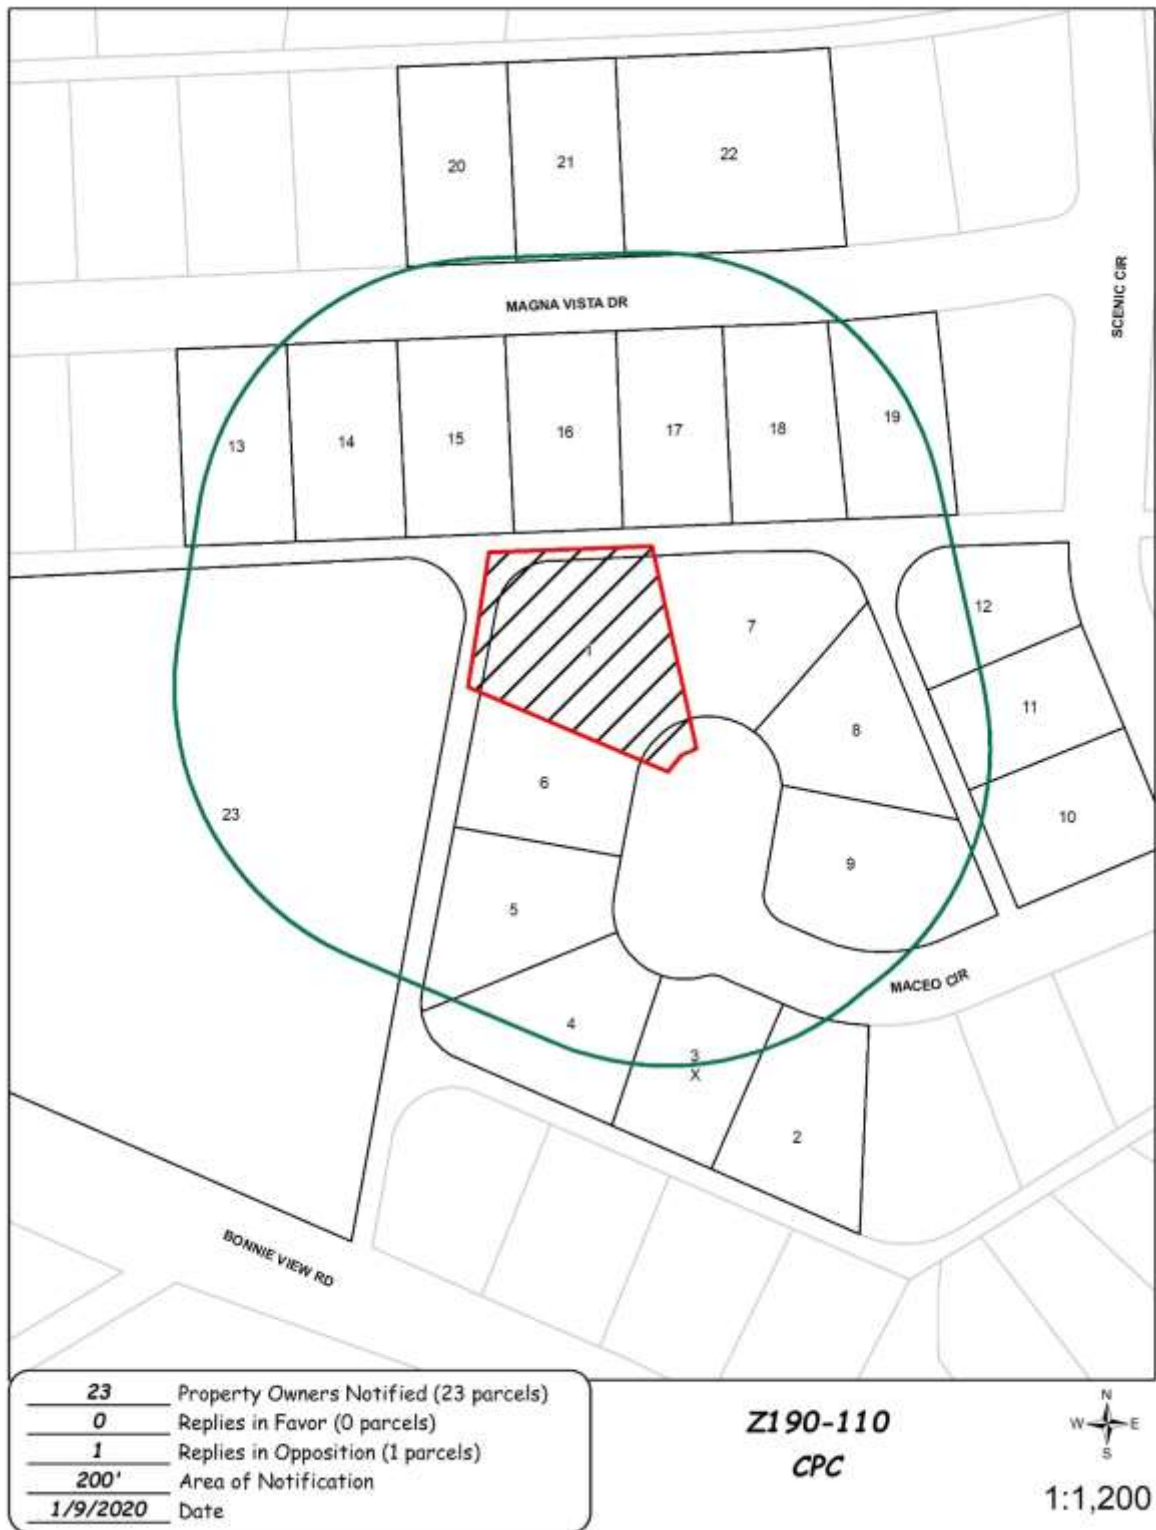 20
21
22
MAGNA VISTA DR
SCENIC CIR
13
14
15
16
17
18
19
1
7
12
11
10
8
6
9
23
5
4
3
X
2
MACEO CIR
BONNIE VIEW RD
23 Property Owners Notified (23 parcels)
0 Replies in Favor (0 parcels)
1 Replies in Opposition (1 parcels)
200' Area of Notification
1/9/2020 Date
Z190-110
CPC
N
W E
S
1:1,200